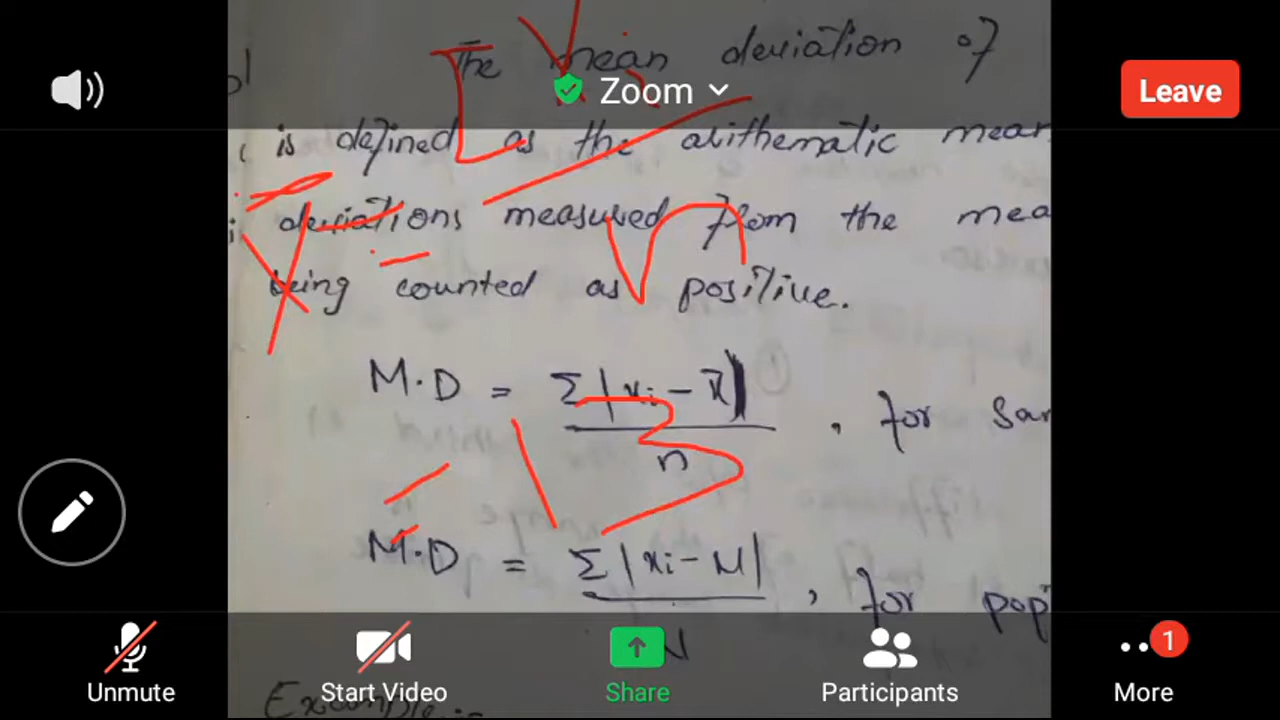 The mean deviation of
Zoom
Leave
is defined as the arithematic mean
deviations measured from the mea
being counted as positive.
M.D = Σ|xi - x̄|
n
, for Sam
M.D = Σ|xi - μ|
N
, for pop
Example:-
Unmute
Start Video
Share
Participants
1
More